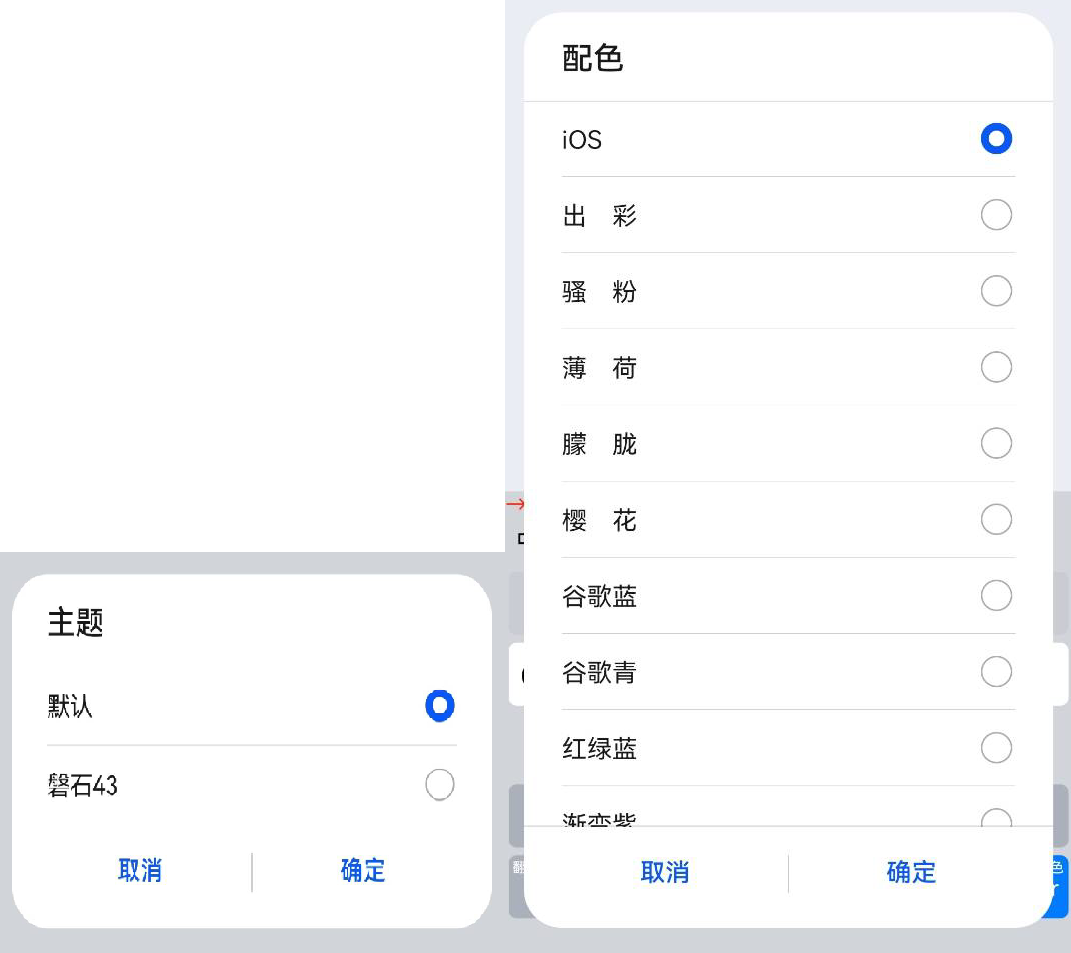 主题
默认
磐石43
取消
确定
配色
iOS
出 彩
骚 粉
薄 荷
朦 胧
樱 花
谷歌蓝
谷歌青
红绿蓝
渐变紫
取消
确定
翻
色